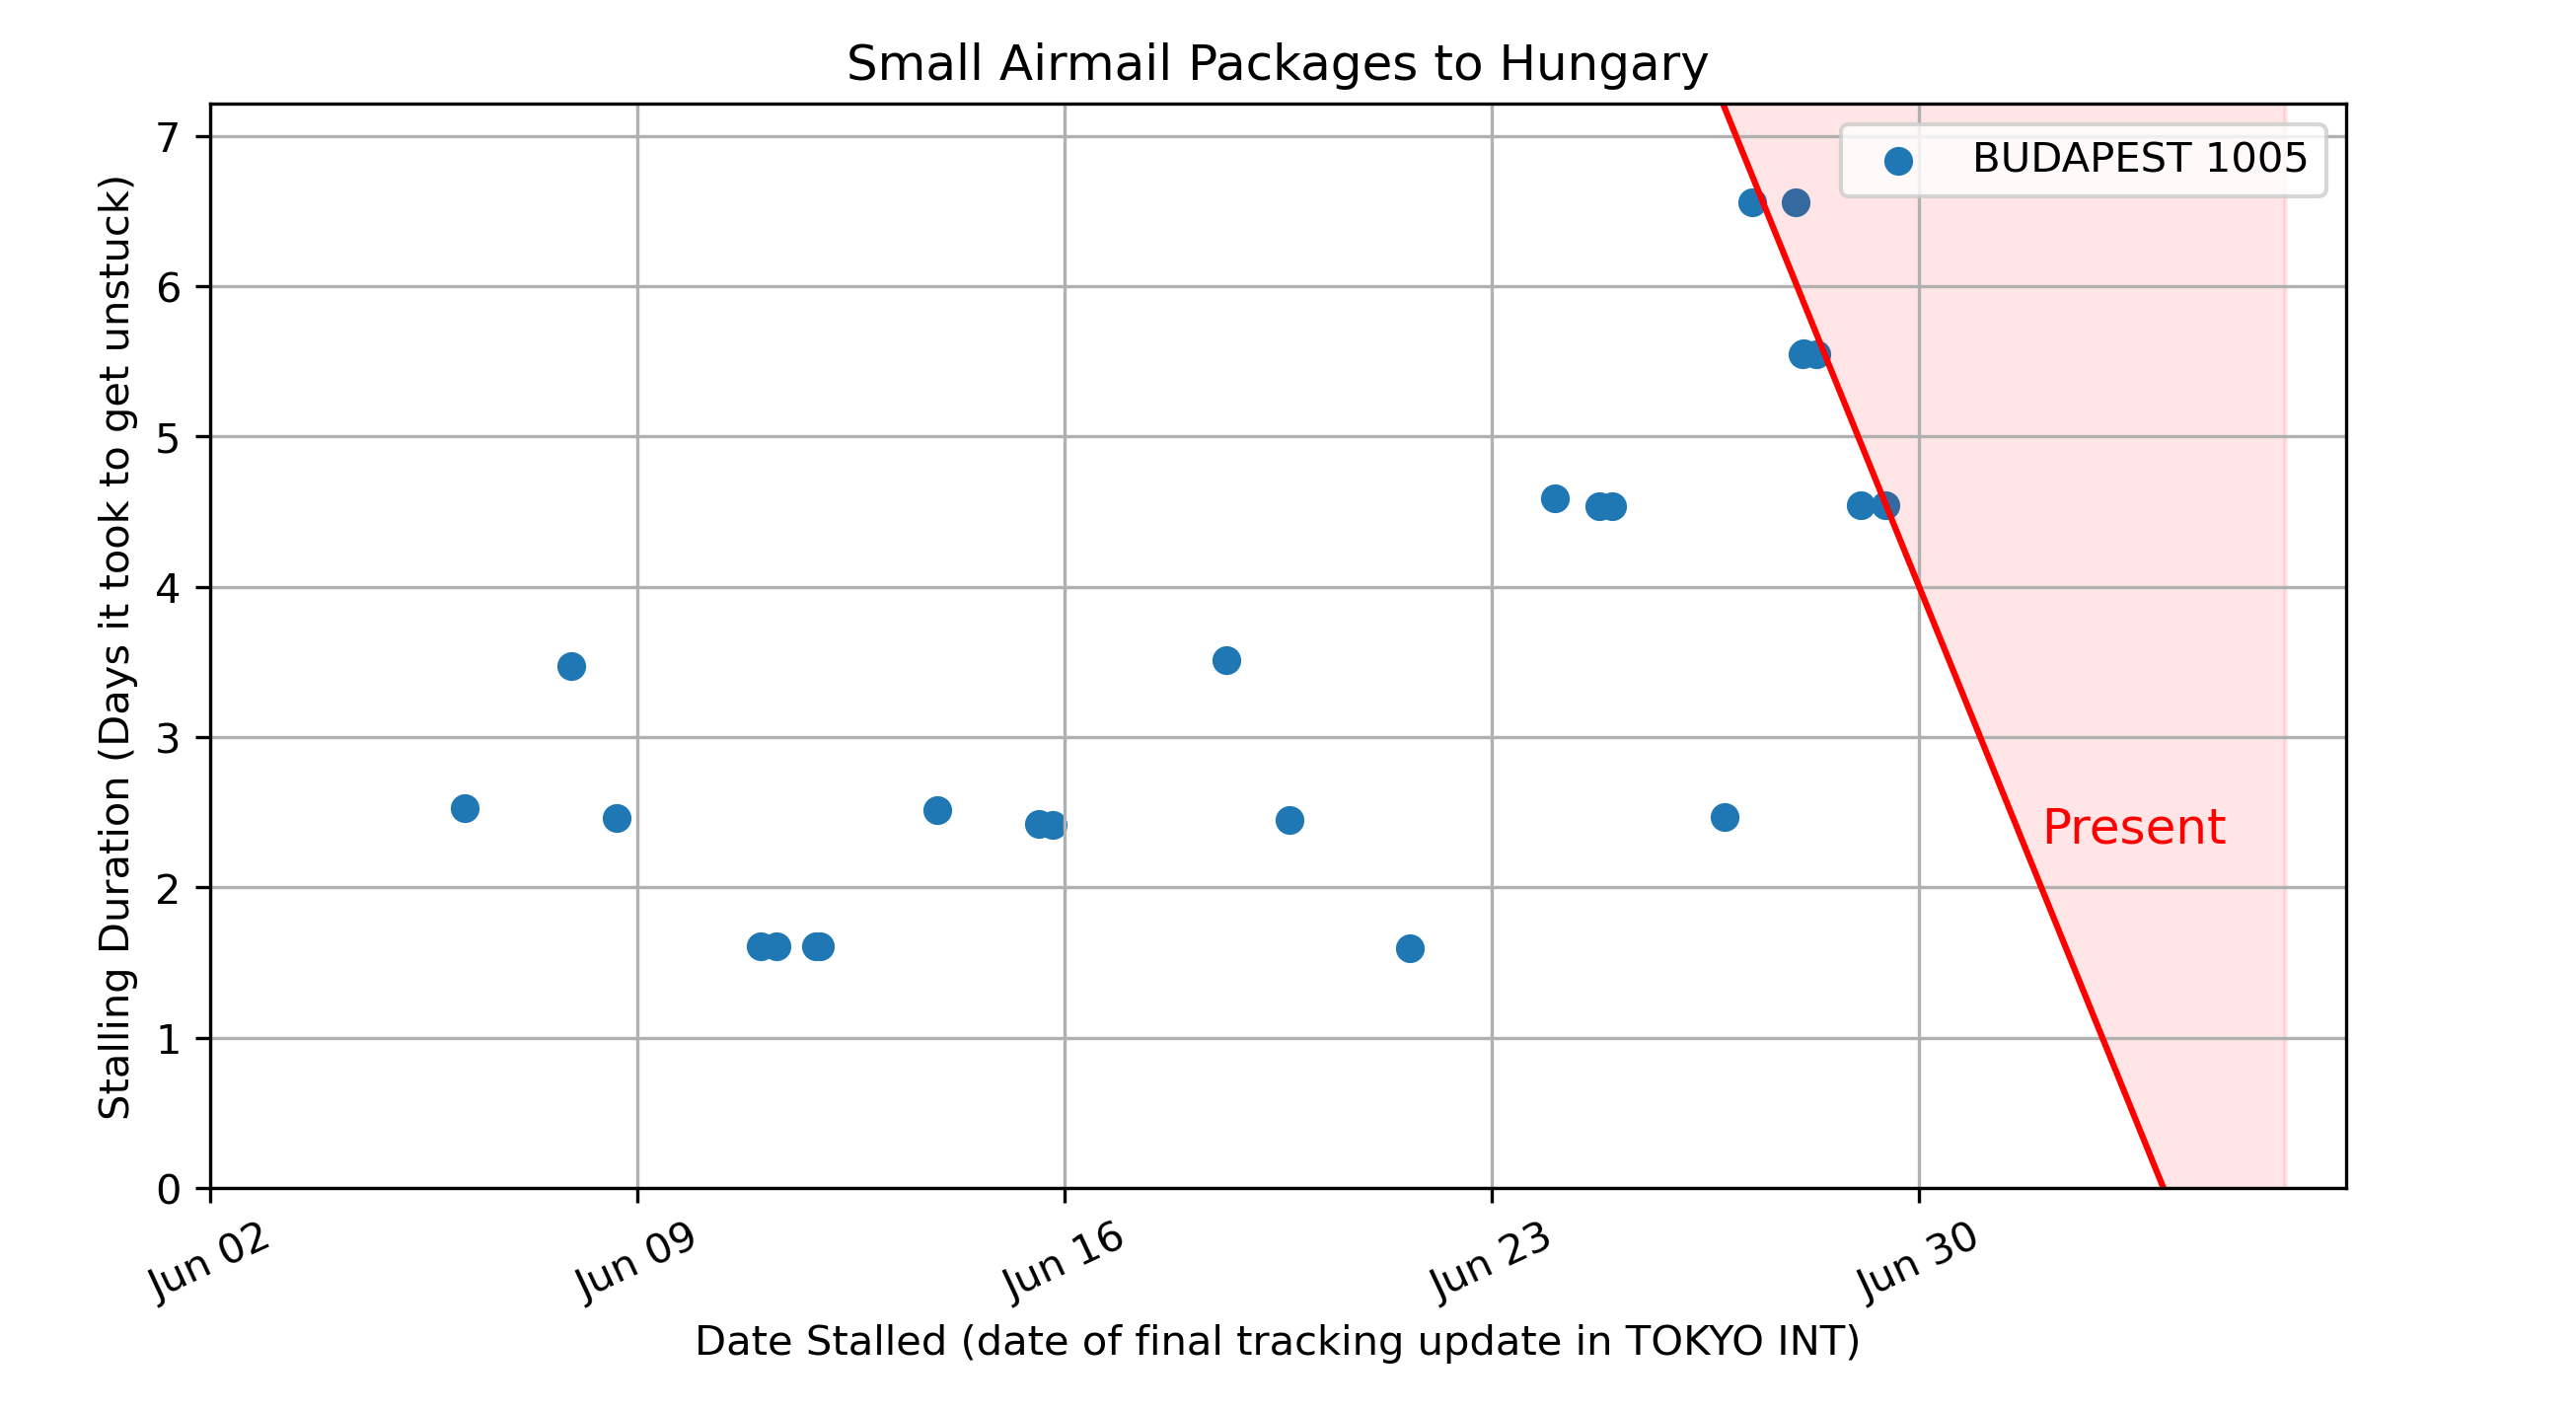 Small Airmail Packages to Hungary
BUDAPEST 1005
Stalling Duration (Days it took to get unstuck)
7
6
5
4
3
2
1
0
Present
Jun 02
Jun 09
Jun 16
Jun 23
Jun 30
Date Stalled (date of final tracking update in TOKYO INT)